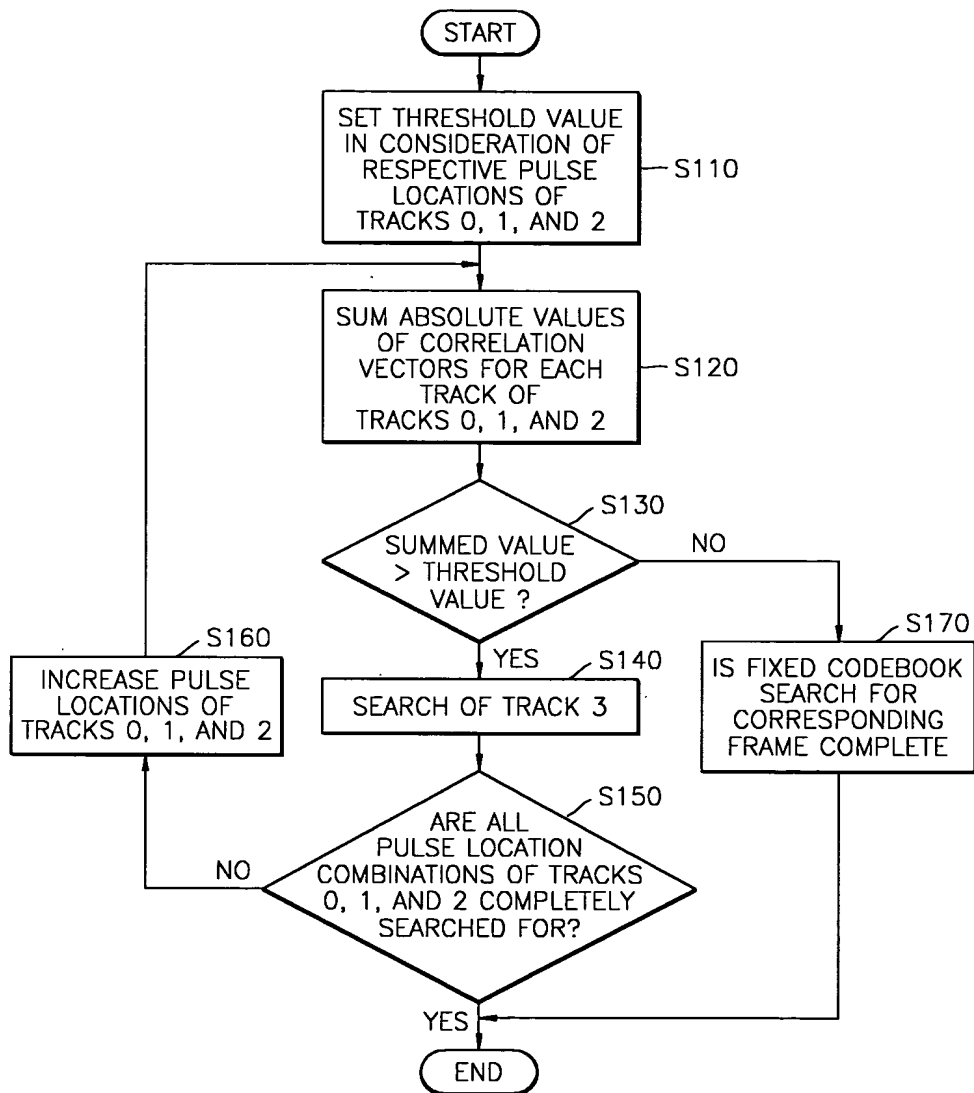 START
SET THRESHOLD VALUE
IN CONSIDERATION OF
RESPECTIVE PULSE
LOCATIONS OF
TRACKS 0, 1, AND 2
S110
SUM ABSOLUTE VALUES
OF CORRELATION
VECTORS FOR EACH
TRACK OF
TRACKS 0, 1, AND 2
S120
S130
SUMMED VALUE
> THRESHOLD
VALUE ?
NO
YES
S160
INCREASE PULSE
LOCATIONS OF
TRACKS 0, 1, AND 2
S140
SEARCH OF TRACK 3
S170
IS FIXED CODEBOOK
SEARCH FOR
CORRESPONDING
FRAME COMPLETE
S150
ARE ALL
PULSE LOCATION
COMBINATIONS OF TRACKS
0, 1, AND 2 COMPLETELY
SEARCHED FOR?
NO
YES
END